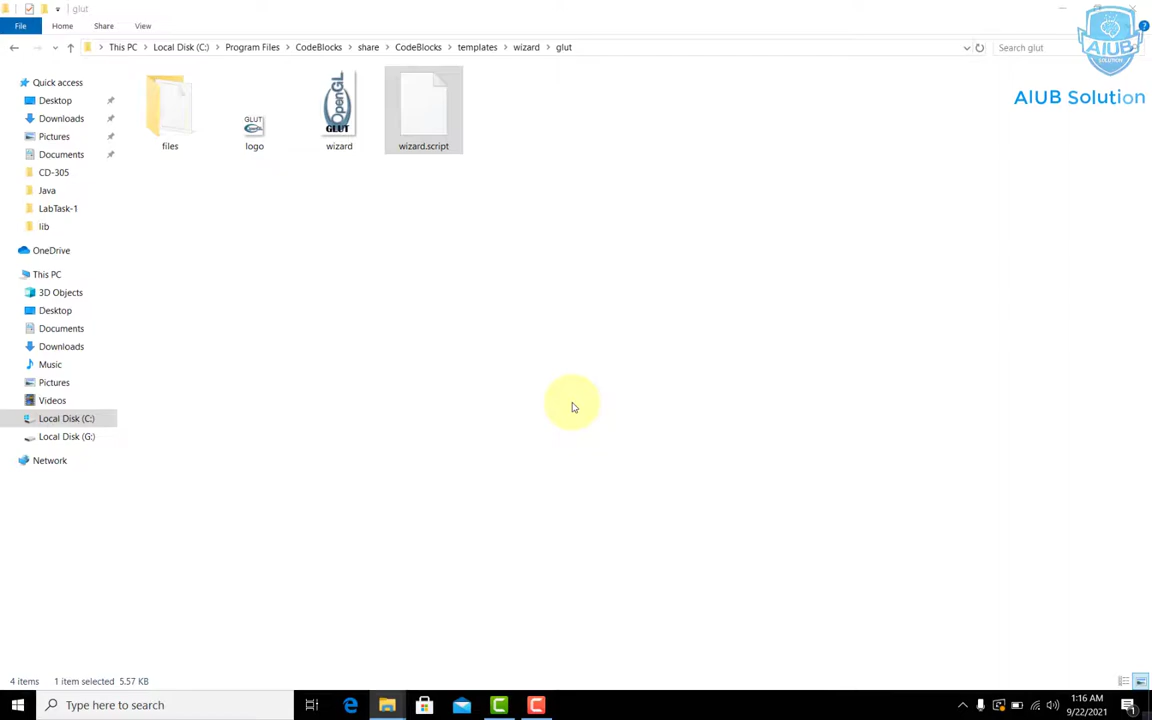 glut
File Home Share View
This PC Local Disk (C:) Program Files CodeBlocks share CodeBlocks templates wizard glut
Search glut
AIUB
SOLUTION
AIUB Solution
Quick access
Desktop
Downloads
Pictures
Documents
CD-305
Java
LabTask-1
lib
OneDrive
This PC
3D Objects
Desktop
Documents
Downloads
Music
Pictures
Videos
Local Disk (C:)
Local Disk (G:)
Network
files
GLUT
logo
OpenGL
GLUT
wizard
wizard.script
4 items 1 item selected 5.57 KB
Type here to search
1:16 AM
9/22/2021
1